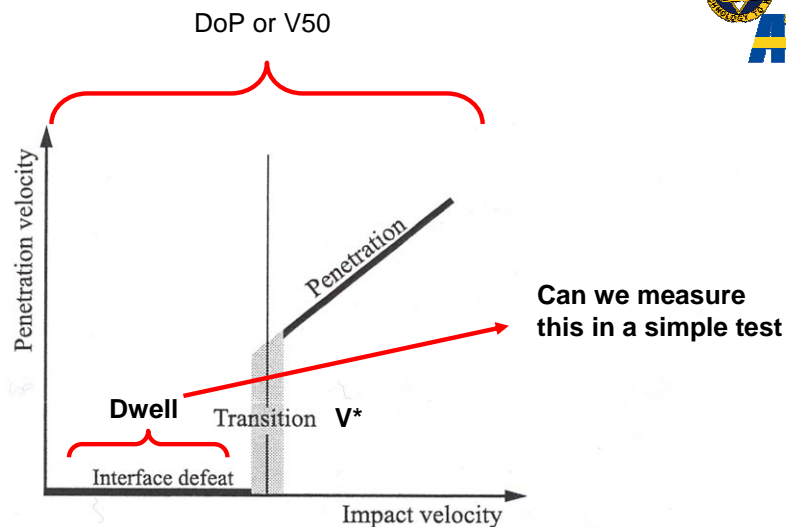 DoP or V50
Penetration velocity
Penetration
Can we measure
this in a simple test
Dwell
Transition V*
Interface defeat
Impact velocity